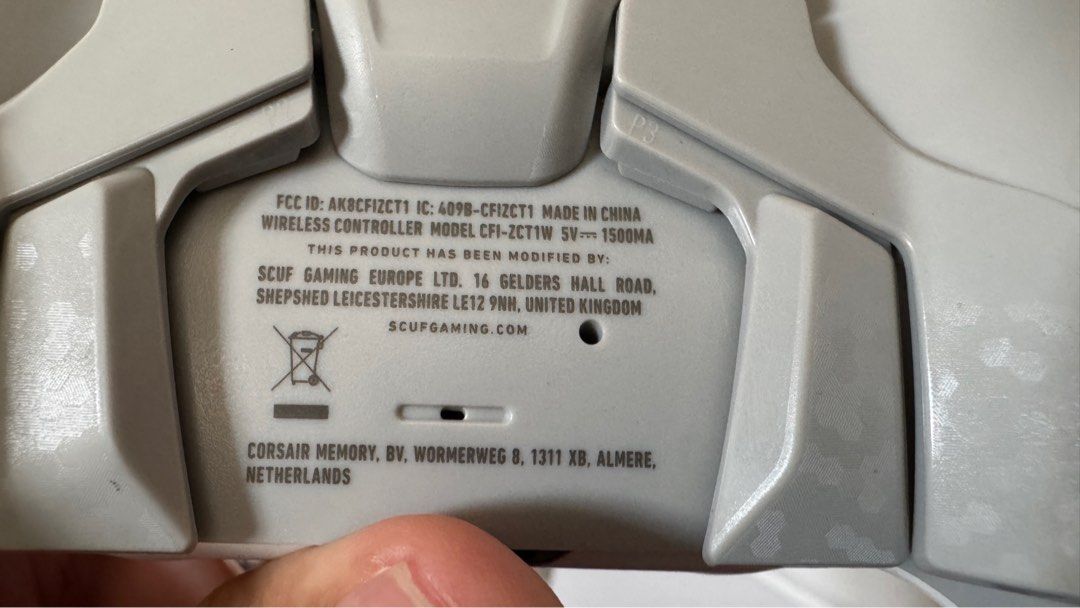 P3
FCC ID: AK8CFIZCT1 IC: 409B-CFIZCT1 MADE IN CHINA
WIRELESS CONTROLLER MODEL CFI-ZCT1W 5V⎓ 1500MA
THIS PRODUCT HAS BEEN MODIFIED BY:
SCUF GAMING EUROPE LTD. 16 GELDERS HALL ROAD,
SHEPSHED LEICESTERSHIRE LE12 9NH, UNITED KINGDOM
SCUFGAMING.COM
CORSAIR MEMORY, BV, WORMERWEG 8, 1311 XB, ALMERE,
NETHERLANDS